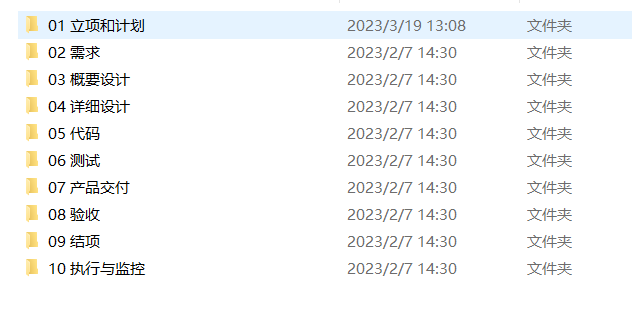 01 立项和计划 2023/3/19 13:08 文件夹
02 需求 2023/2/7 14:30 文件夹
03 概要设计 2023/2/7 14:30 文件夹
04 详细设计 2023/2/7 14:30 文件夹
05 代码 2023/2/7 14:30 文件夹
06 测试 2023/2/7 14:30 文件夹
07 产品交付 2023/2/7 14:30 文件夹
08 验收 2023/2/7 14:30 文件夹
09 结项 2023/2/7 14:30 文件夹
10 执行与监控 2023/2/7 14:30 文件夹